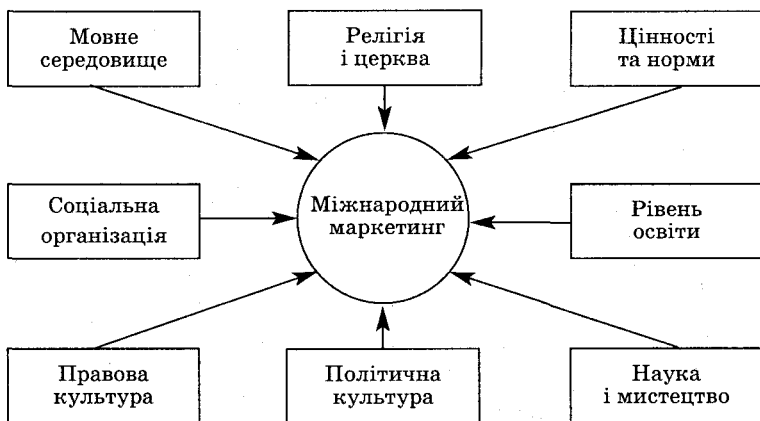 Мовне
середовище
Релігія
і церква
Цінності
та норми
Соціальна
організація
Міжнародний
маркетинг
Рівень
освіти
Правова
культура
Політична
культура
Наука
і мистецтво